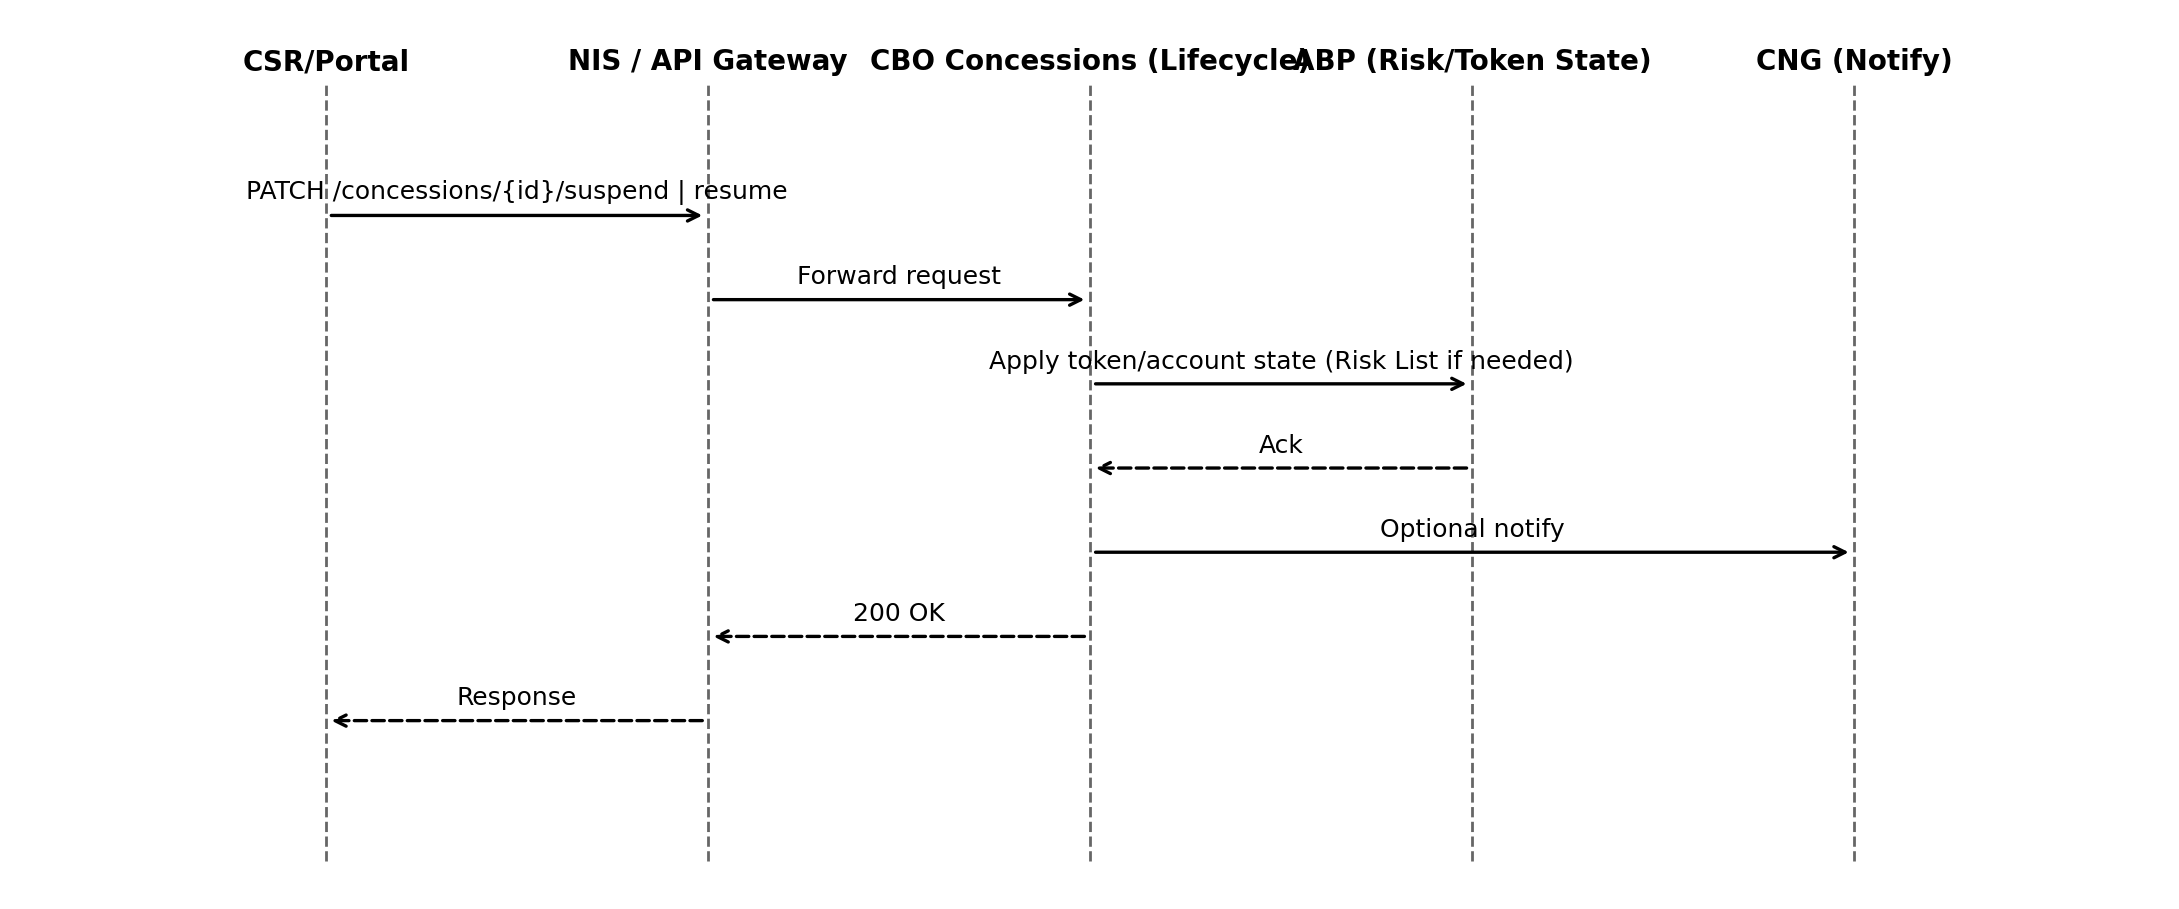 CSR/Portal
NIS / API Gateway
CBO Concessions (Lifecycle)
ABP (Risk/Token State)
CNG (Notify)
PATCH /concessions/{id}/suspend | resume
Forward request
Apply token/account state (Risk List if needed)
Ack
Optional notify
200 OK
Response